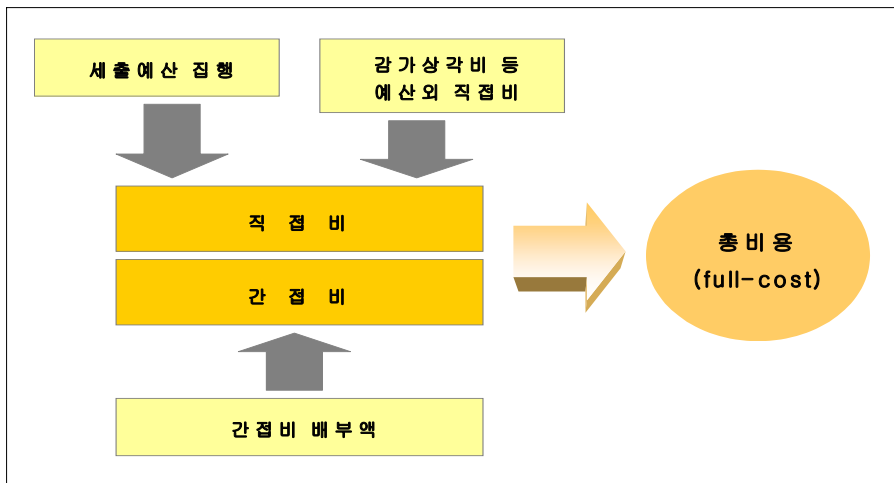 세출예산 집행
감가상각비 등
예산외 직접비
직 접 비
간 접 비
총비용
(full-cost)
간접비 배부액